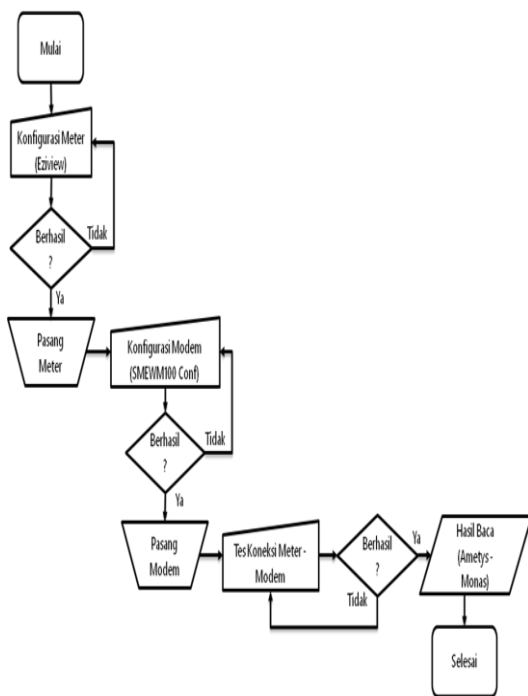 Mulai
Konfigurasi Meter
(Eziview)
Berhasil
?
Tidak
Ya
Pasang
Meter
Konfigurasi Modem
(SMEWM100 Conf)
Berhasil
?
Tidak
Ya
Pasang
Modem
Tes Koneksi Meter -
Modem
Berhasil
?
Ya
Tidak
Hasil Baca
(Ametys -
Monas)
Selesai